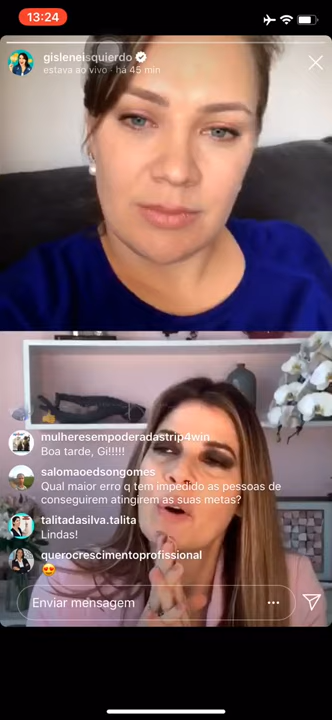 13:24
gisleneisquierdo
estava ao vivo · há 45 min
mulheresempoderadastrip4win
Boa tarde, Gi!!!!!
salomaoedsongomes
Qual maior erro q tem impedido as pessoas de
conseguirem atingirem as suas metas?
talitadasilva.talita
Lindas!
querocrescimentoprofissional
😍
Enviar mensagem